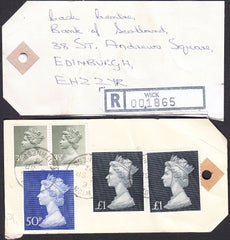 Bank of Scotland,
38 ST. Andrews Square,
EDINBURGH,
EH2 2YR
R WICK
001865
50P
£1
£1